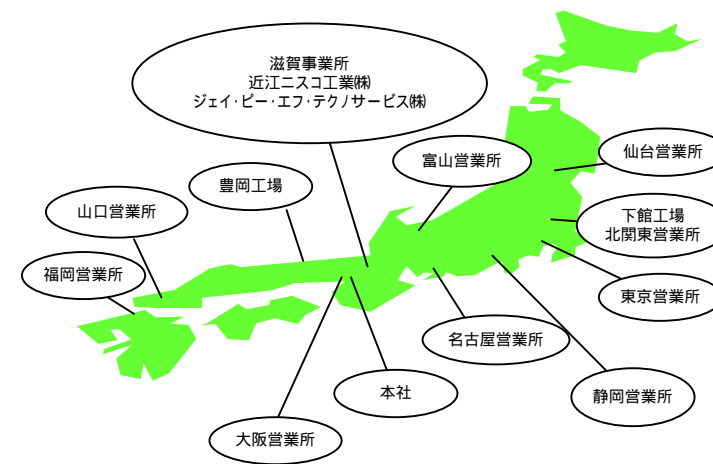 滋賀事業所
近江ニスコ工業㈱
ジェイ・ピー・エフ・テクノサービス㈱
富山営業所
仙台営業所
豊岡工場
山口営業所
下館工場
北関東営業所
福岡営業所
東京営業所
名古屋営業所
本社
静岡営業所
大阪営業所